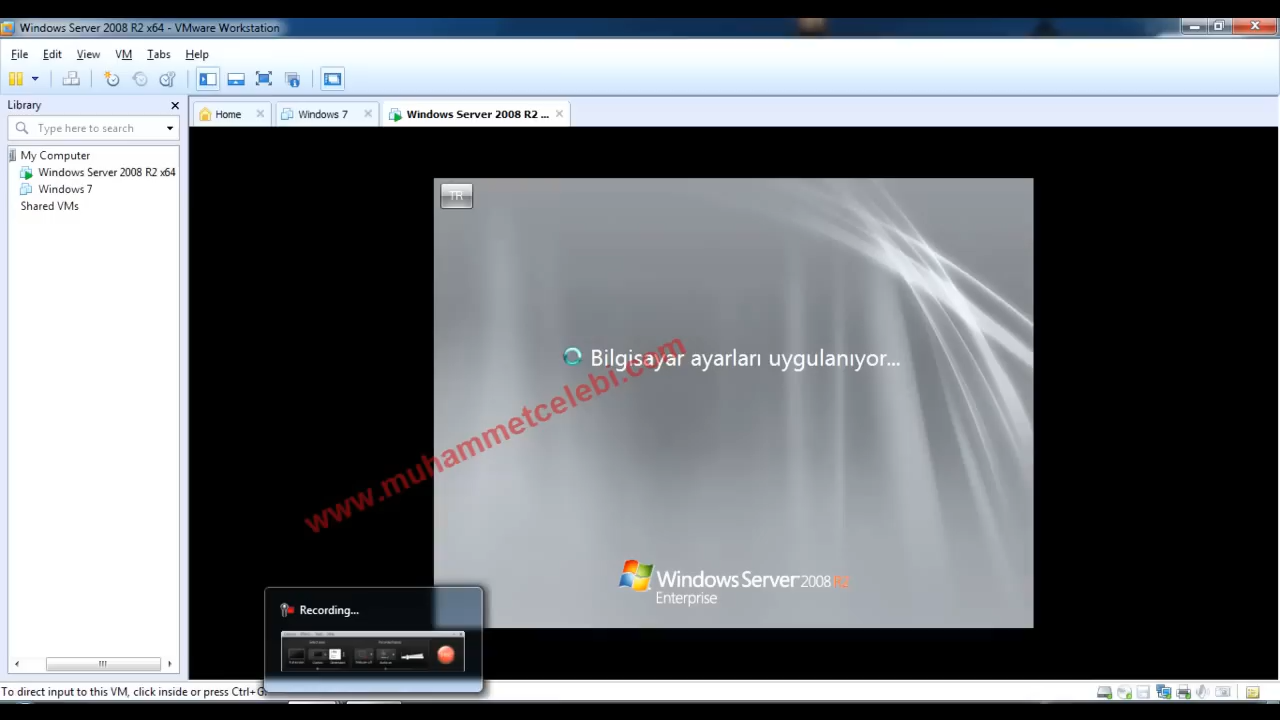 Windows Server 2008 R2 x64 - VMware Workstation
File Edit View VM Tabs Help
Library
Type here to search
My Computer
Windows Server 2008 R2 x64
Windows 7
Shared VMs
Home
Windows 7
Windows Server 2008 R2 ...
TR
Bilgisayar ayarları uygulanıyor...
www.muhammetcelebi.com
Windows Server 2008 R2
Enterprise
Recording...
To direct input to this VM, click inside or press Ctrl+G.